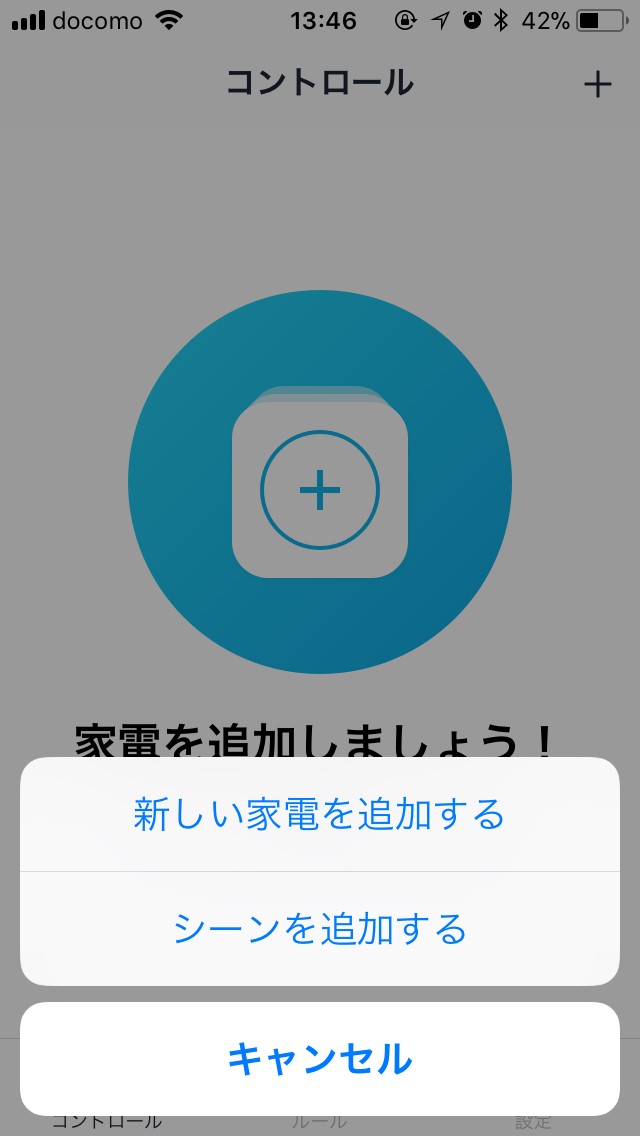 docomo 13:46 42%
コントロール
家電を追加しましょう！
新しい家電を追加する
シーンを追加する
キャンセル
コントロール ルール 設定